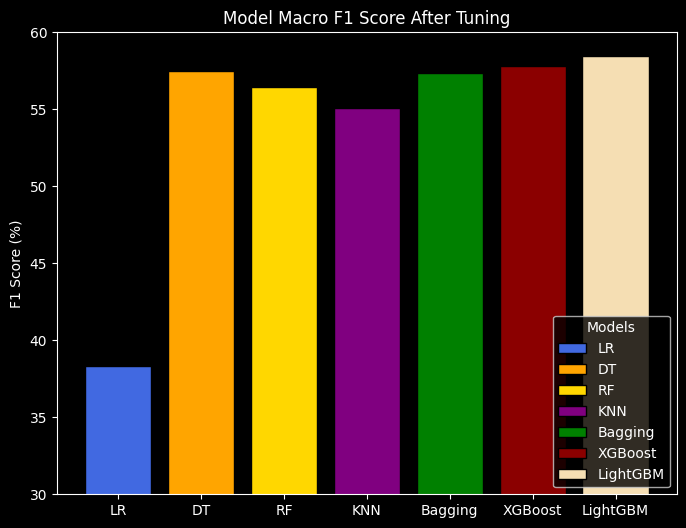 Model Macro F1 Score After Tuning
F1 Score (%)
60
55
50
45
40
35
30
LR DT RF KNN Bagging XGBoost LightGBM
Models
LR
DT
RF
KNN
Bagging
XGBoost
LightGBM